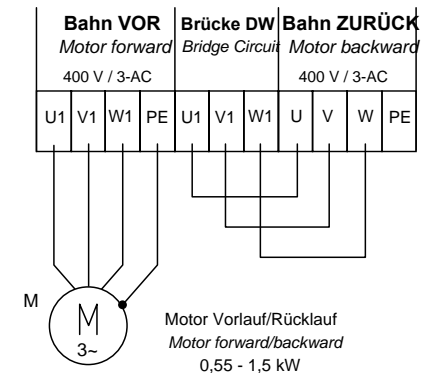 Bahn VOR Brücke DW Bahn ZURÜCK
Motor forward Bridge Circuit Motor backward
400 V / 3-AC 400 V / 3-AC
U1 V1 W1 PE U1 V1 W1 U V W PE
M
M
3~
Motor Vorlauf/Rücklauf
Motor forward/backward
0,55 - 1,5 kW